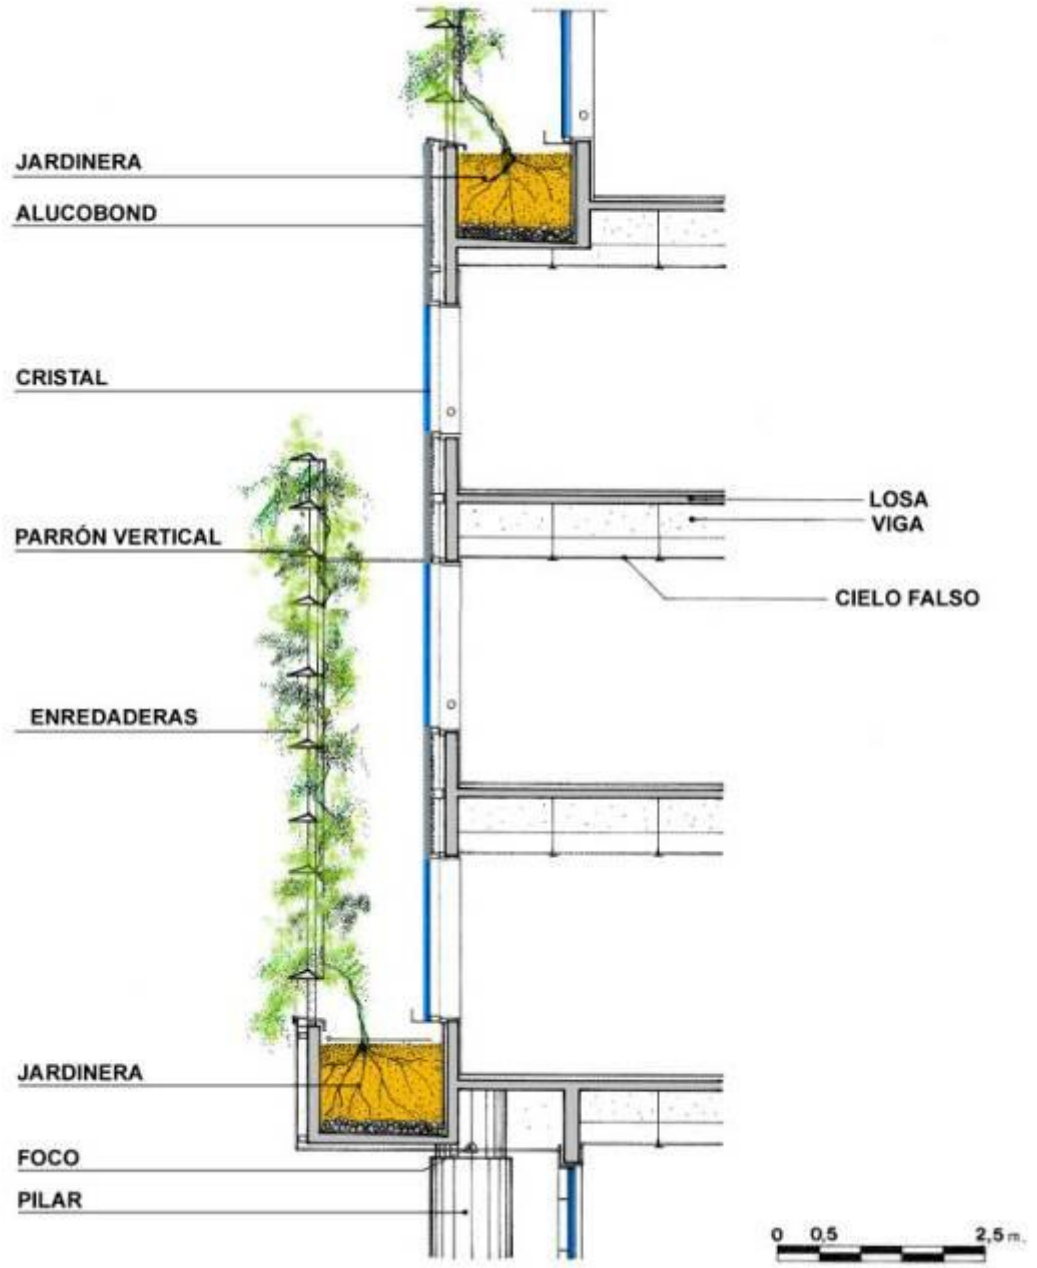 JARDINERA
ALUCOBOND
CRISTAL
PARRÓN VERTICAL
LOSA
VIGA
CIELO FALSO
ENREDADERAS
JARDINERA
FOCO
PILAR
0 0,5 2,5 m.